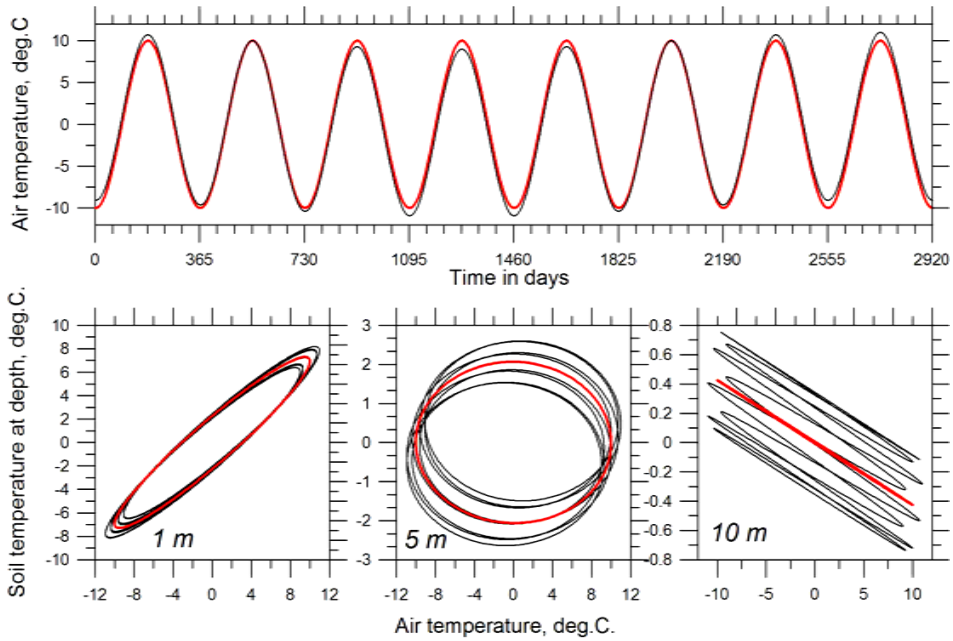 Air temperature, deg.C
10
5
0
-5
-10
0 365 730 1095 1460 1825 2190 2555 2920
Time in days
Soil temperature at depth, deg.C.
10
8
6
4
2
0
-2
-4
-6
-8
-10
1 m
-12 -8 -4 0 4 8 12
3
2
1
0
-1
-2
-3
5 m
-12 -8 -4 0 4 8 12
0.8
0.6
0.4
0.2
0
-0.2
-0.4
-0.6
-0.8
10 m
-10 -5 0 5 10
Air temperature, deg.C.